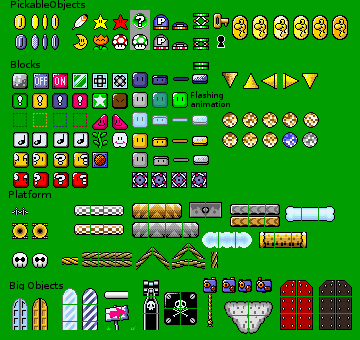 PickableObjects
P P
Blocks
OFF ON
Flashing
animation
Platform
Big Objects